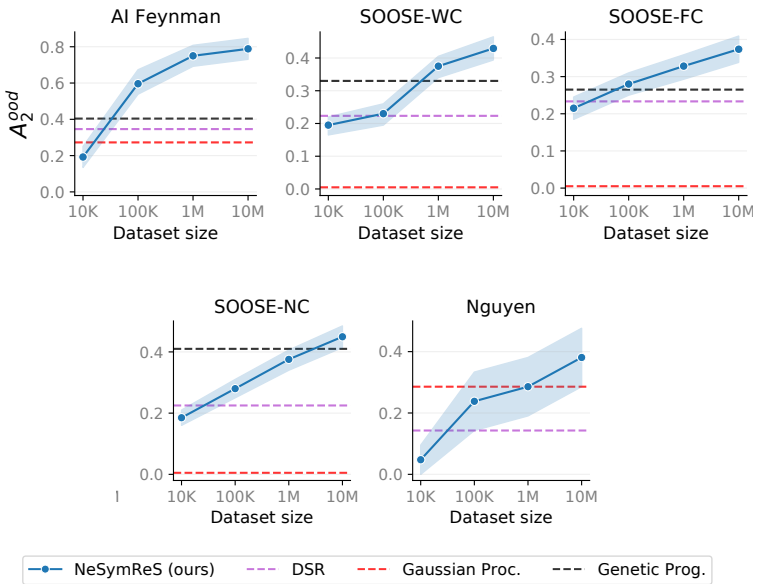 AI Feynman
SOOSE-WC
SOOSE-FC
A_2^{ood}
0.8
0.6
0.4
0.2
0.0
10K 100K 1M 10M
Dataset size
0.4
0.3
0.2
0.1
0.0
10K 100K 1M 10M
Dataset size
0.4
0.3
0.2
0.1
0.0
10K 100K 1M 10M
Dataset size
SOOSE-NC
Nguyen
0.4
0.2
0.0
10K 100K 1M 10M
Dataset size
0.4
0.2
0.0
10K 100K 1M 10M
Dataset size
NeSymReS (ours) DSR Gaussian Proc. Genetic Prog.